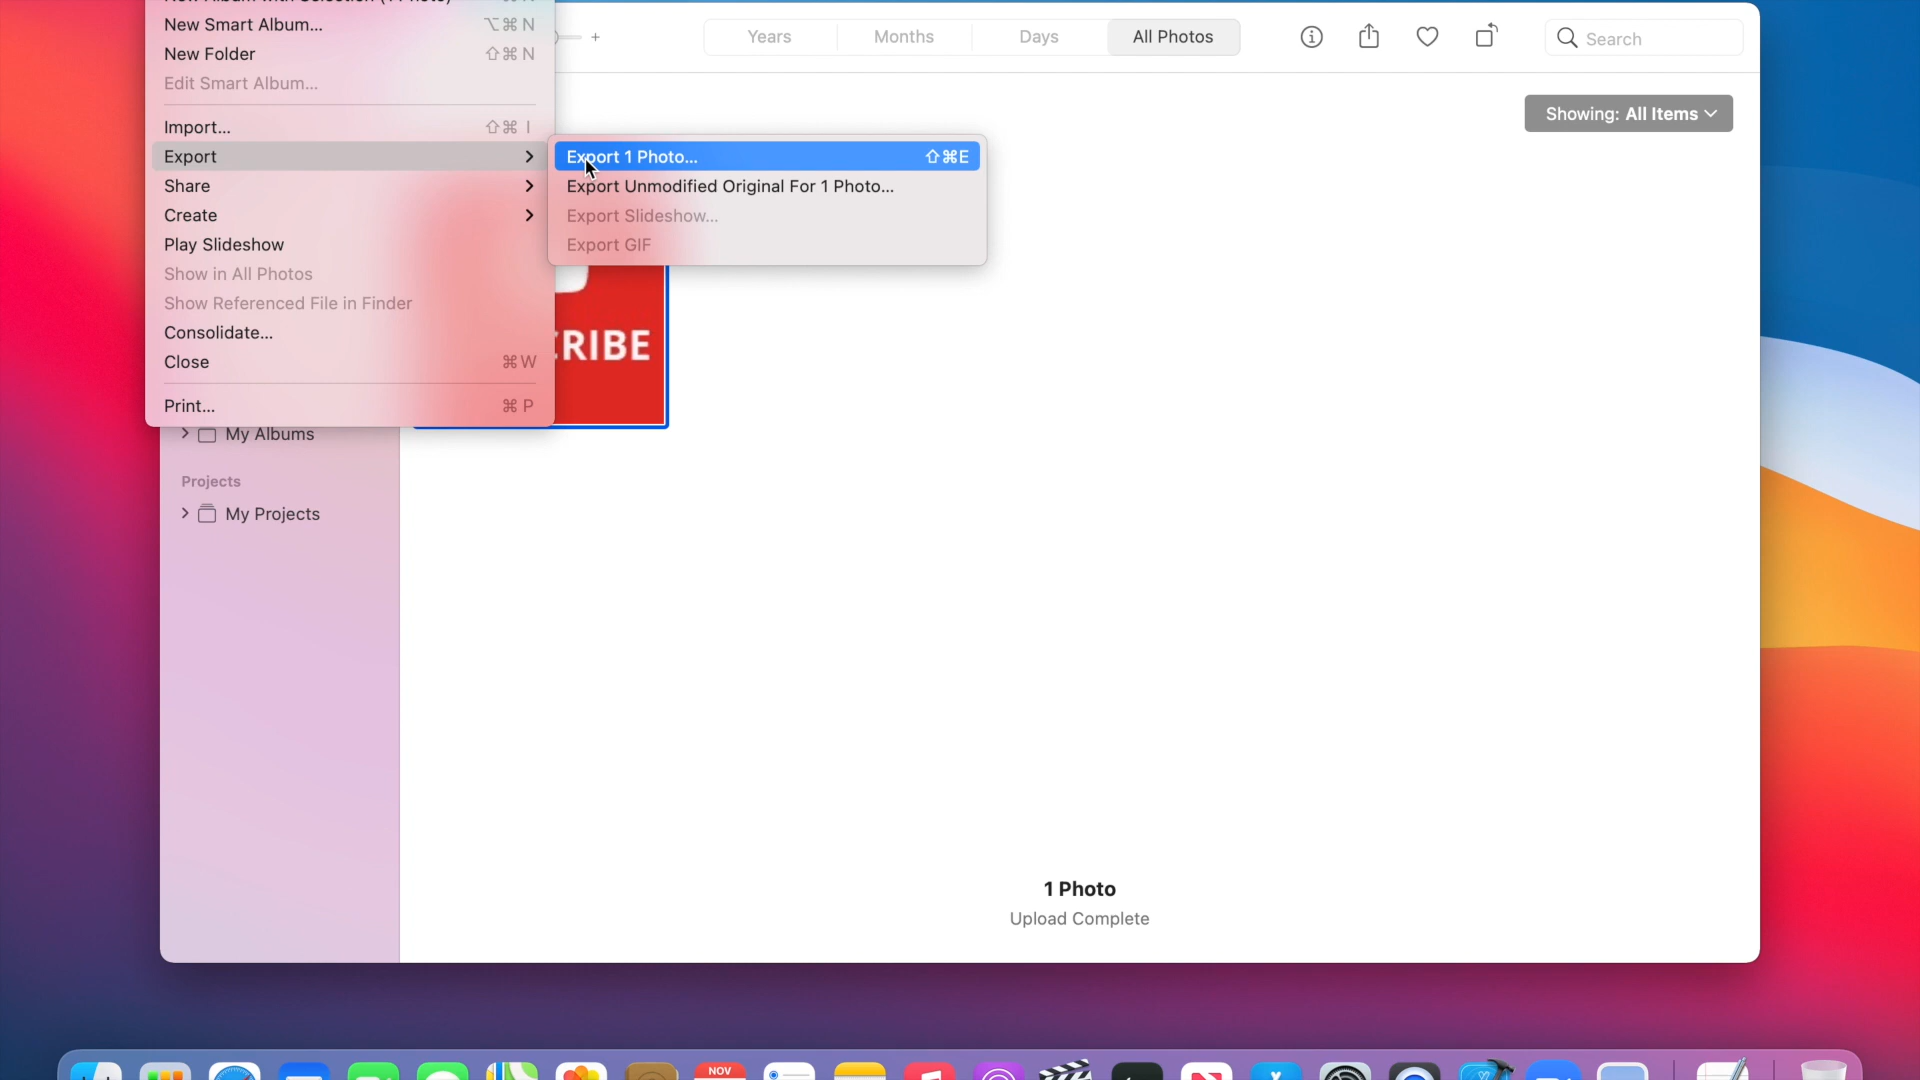 New Smart Album... ⌥⌘ N
New Folder ⇧⌘ N
Edit Smart Album...
Import... ⇧⌘ I
Export
Share
Create
Play Slideshow
Show in All Photos
Show Referenced File in Finder
Consolidate...
Close ⌘ W
Print... ⌘ P
Export 1 Photo... ⇧⌘E
Export Unmodified Original For 1 Photo...
Export Slideshow...
Export GIF
+
Years Months Days All Photos
Search
Showing: All Items
CRIBE
My Albums
Projects
My Projects
1 Photo
Upload Complete
NOV